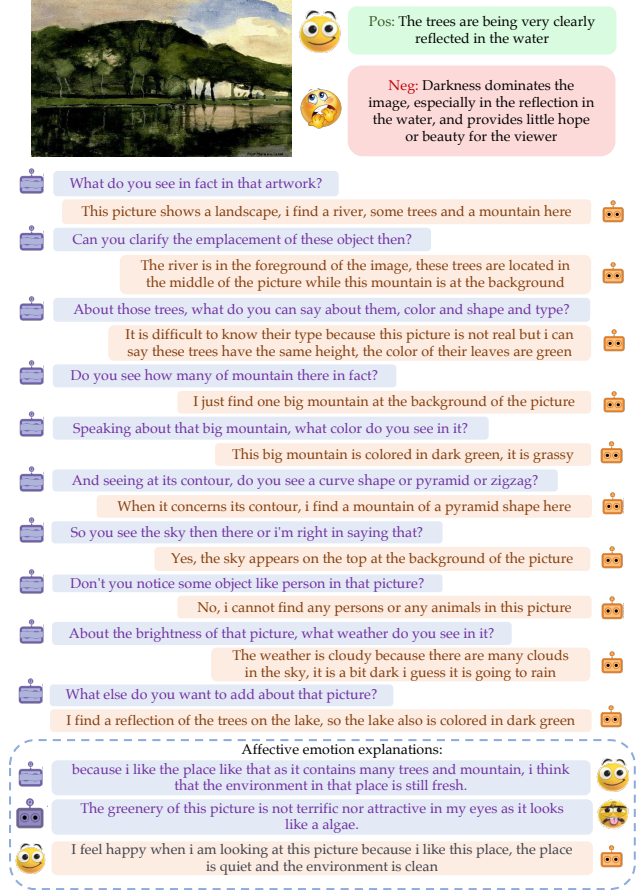 Pos: The trees are being very clearly
reflected in the water
Neg: Darkness dominates the
image, especially in the reflection in
the water, and provides little hope
or beauty for the viewer
What do you see in fact in that artwork?
This picture shows a landscape, i find a river, some trees and a mountain here
Can you clarify the emplacement of these object then?
The river is in the foreground of the image, these trees are located in
the middle of the picture while this mountain is at the background
About those trees, what do you can say about them, color and shape and type?
It is difficult to know their type because this picture is not real but i can
say these trees have the same height, the color of their leaves are green
Do you see how many of mountain there in fact?
I just find one big mountain at the background of the picture
Speaking about that big mountain, what color do you see in it?
This big mountain is colored in dark green, it is grassy
And seeing at its contour, do you see a curve shape or pyramid or zigzag?
When it concerns its contour, i find a mountain of a pyramid shape here
So you see the sky then there or i'm right in saying that?
Yes, the sky appears on the top at the background of the picture
Don't you notice some object like person in that picture?
No, i cannot find any persons or any animals in this picture
About the brightness of that picture, what weather do you see in it?
The weather is cloudy because there are many clouds
in the sky, it is a bit dark i guess it is going to rain
What else do you want to add about that picture?
I find a reflection of the trees on the lake, so the lake also is colored in dark green
Affective emotion explanations:
because i like the place like that as it contains many trees and mountain, i think
that the environment in that place is still fresh.
The greenery of this picture is not terrific nor attractive in my eyes as it looks
like a algae.
I feel happy when i am looking at this picture because i like this place, the place
is quiet and the environment is clean